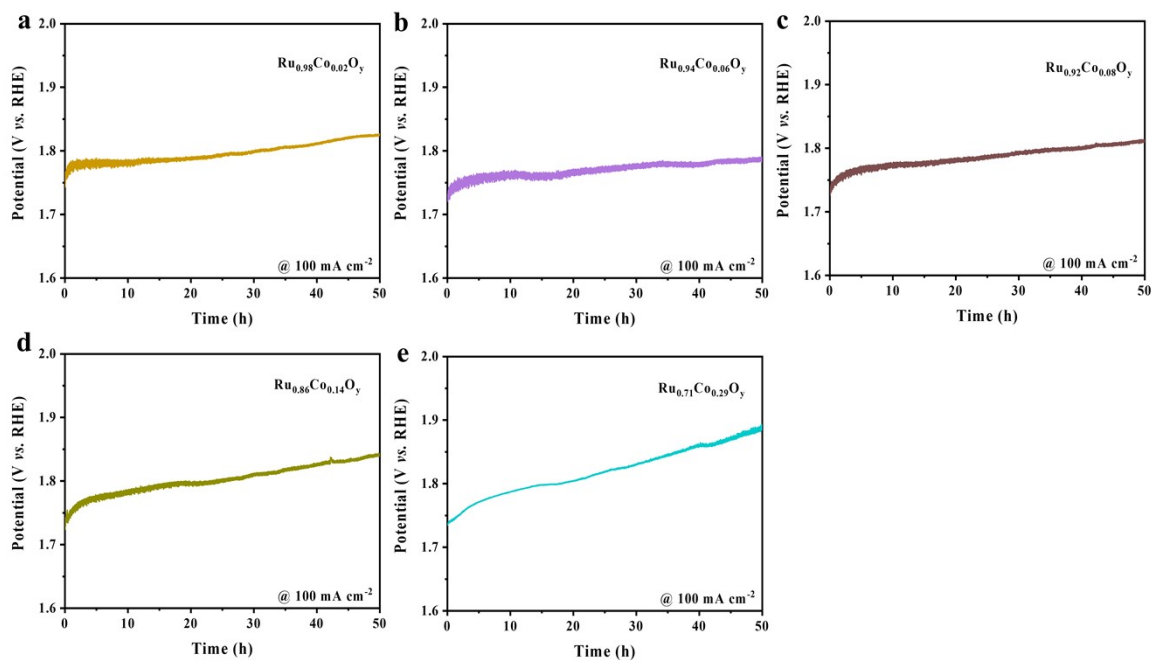 a
2.0
1.9
1.8
1.7
1.6
Potential (V vs. RHE)
Ru0.98Co0.02Oy
@ 100 mA cm-2
0 10 20 30 40 50
Time (h)
b
2.0
1.9
1.8
1.7
1.6
Potential (V vs. RHE)
Ru0.94Co0.06Oy
@ 100 mA cm-2
0 10 20 30 40 50
Time (h)
c
2.0
1.9
1.8
1.7
1.6
Potential (V vs. RHE)
Ru0.92Co0.08Oy
@ 100 mA cm-2
0 10 20 30 40 50
Time (h)
d
2.0
1.9
1.8
1.7
1.6
Potential (V vs. RHE)
Ru0.86Co0.14Oy
@ 100 mA cm-2
0 10 20 30 40 50
Time (h)
e
2.0
1.9
1.8
1.7
1.6
Potential (V vs. RHE)
Ru0.71Co0.29Oy
@ 100 mA cm-2
0 10 20 30 40 50
Time (h)